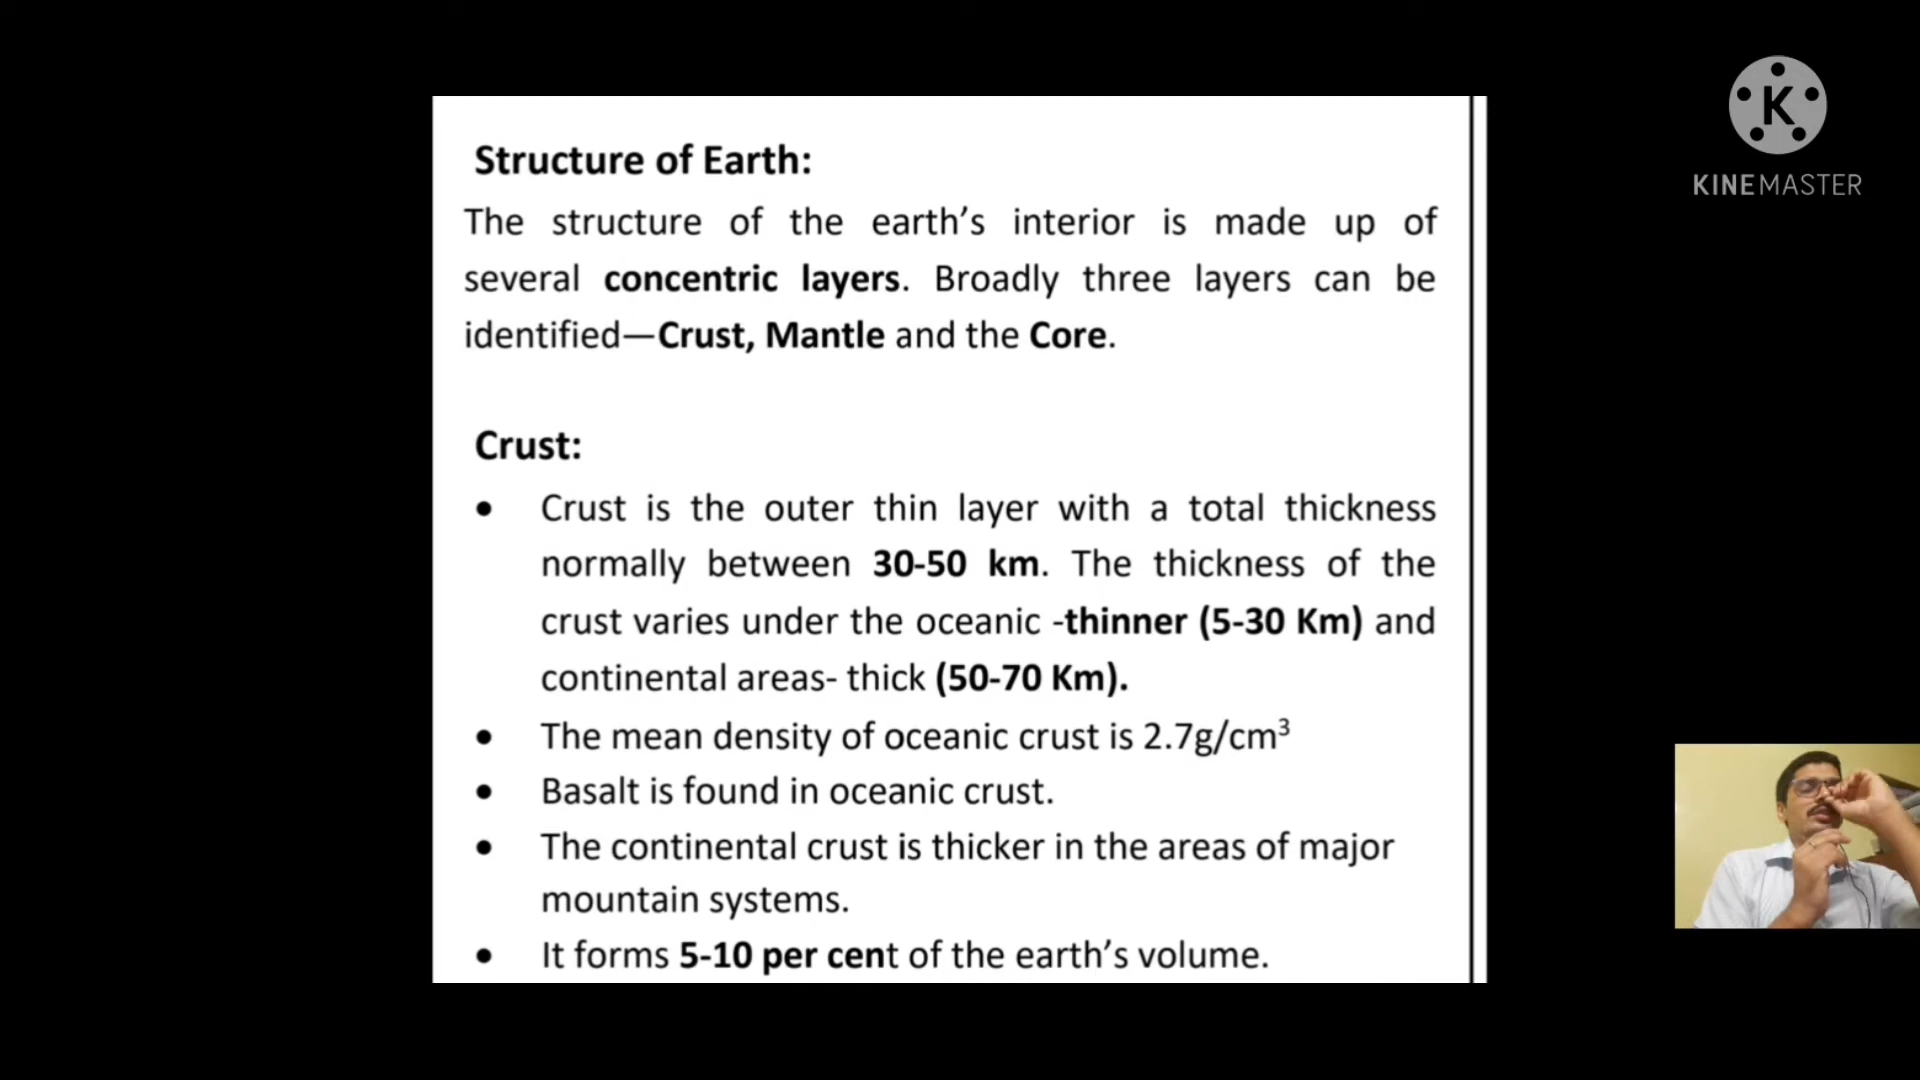 Structure of Earth:
The structure of the earth’s interior is made up of
several concentric layers. Broadly three layers can be
identified—Crust, Mantle and the Core.
Crust:
• Crust is the outer thin layer with a total thickness
normally between 30-50 km. The thickness of the
crust varies under the oceanic -thinner (5-30 Km) and
continental areas- thick (50-70 Km).
• The mean density of oceanic crust is 2.7g/cm³
• Basalt is found in oceanic crust.
• The continental crust is thicker in the areas of major
mountain systems.
• It forms 5-10 per cent of the earth’s volume.
K
KINEMASTER